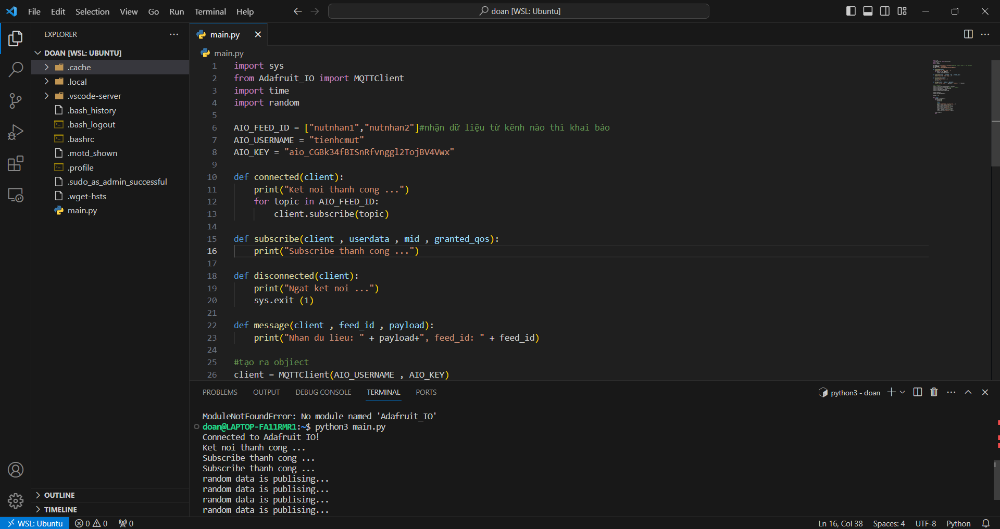 File Edit Selection View Go Run Terminal Help
doan [WSL: Ubuntu]
EXPLORER
DOAN [WSL: UBUNTU]
.cache
.local
.vscode-server
.bash_history
.bash_logout
.bashrc
.motd_shown
.profile
.sudo_as_admin_successful
.wget-hsts
main.py
OUTLINE
TIMELINE
main.py
main.py
1 import sys
2 from Adafruit_IO import MQTTClient
3 import time
4 import random
5
6 AIO_FEED_ID = ["nutnhan1","nutnhan2"]#nhận dữ liệu từ kênh nào thì khai báo
7 AIO_USERNAME = "tienhcmut"
8 AIO_KEY = "aio_CGBk34fBISnRfvnggl2TojBV4Vwx"
9
10 def connected(client):
11 print("Ket noi thanh cong ...")
12 for topic in AIO_FEED_ID:
13 client.subscribe(topic)
14
15 def subscribe(client , userdata , mid , granted_qos):
16 print("Subscribe thanh cong ...")
17
18 def disconnected(client):
19 print("Ngat ket noi ...")
20 sys.exit (1)
21
22 def message(client , feed_id , payload):
23 print("Nhan du lieu: " + payload+", feed_id: " + feed_id)
24
25 #tạo ra objiect
26 client = MQTTClient(AIO_USERNAME , AIO_KEY)
PROBLEMS OUTPUT DEBUG CONSOLE TERMINAL PORTS
python3 - doan
ModuleNotFoundError: No module named 'Adafruit_IO'
doan@LAPTOP-FA11RMR1:~$ python3 main.py
Connected to Adafruit IO!
Ket noi thanh cong ...
Subscribe thanh cong ...
Subscribe thanh cong ...
random data is publising...
random data is publising...
random data is publising...
random data is publising...
WSL: Ubuntu 0 0 0
Ln 16, Col 38 Spaces: 4 UTF-8 Python